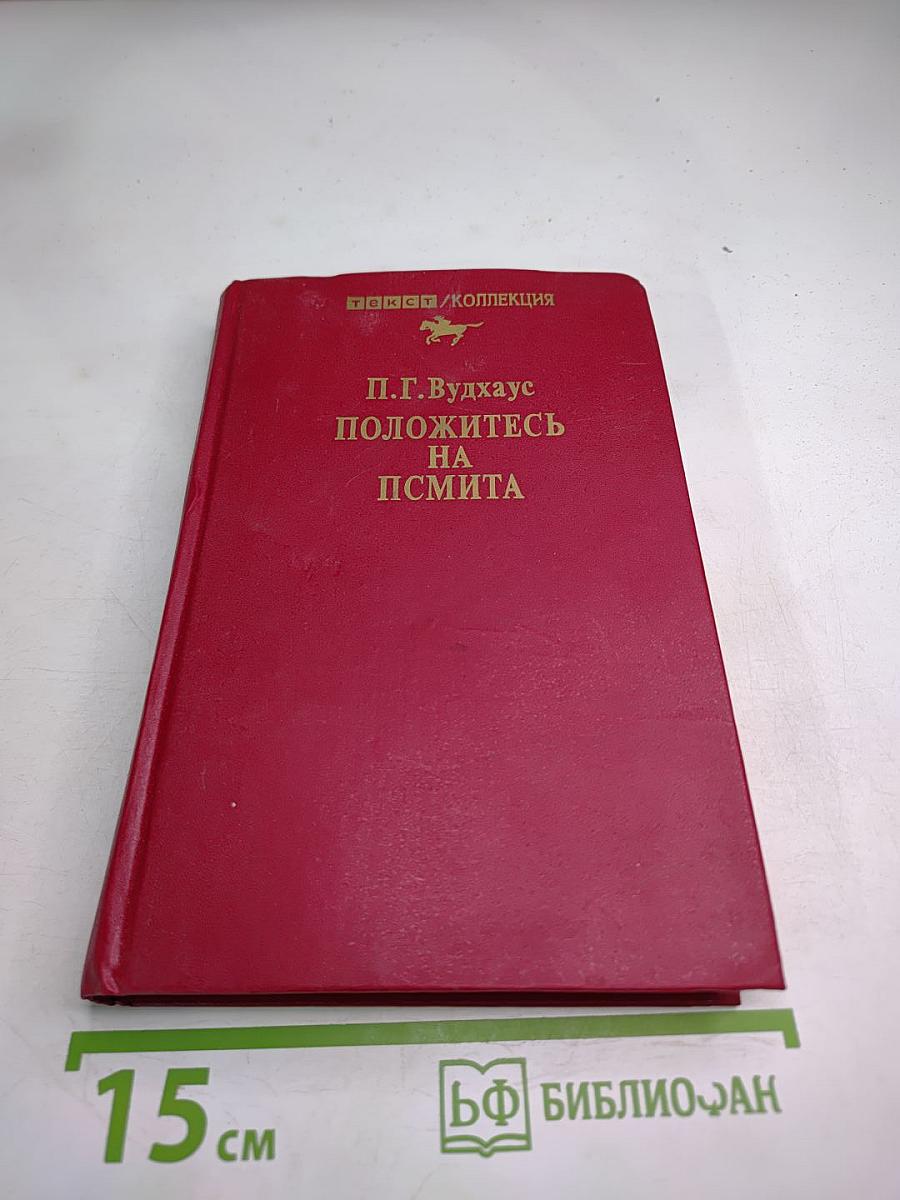 текст/КОЛЛЕКЦИЯ
П.Г.Вудхаус
ПОЛОЖИТЕСЬ
НА
ПСМИТА
15 см
БФ БИБЛИОФАН